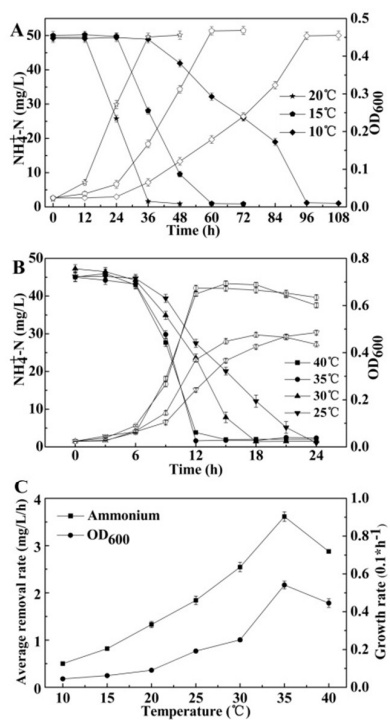 A
NH₄⁺-N (mg/L)
50
40
30
20
10
0
0.5
0.4
0.3
0.2
0.1
0.0
OD600
20℃
15℃
10℃
0 12 24 36 48 60 72 84 96 108
Time (h)
B
NH₄⁺-N (mg/L)
50
40
30
20
10
0
0.8
0.6
0.4
0.2
0.0
OD600
40℃
35℃
30℃
25℃
0 3 6 9 12 15 18 21 24
Time (h)
C
Average removal rate (mg/L/h)
4
3
2
1
0
1.0
0.8
0.6
0.4
0.2
0.0
Growth rate (0.1*h⁻¹)
Ammonium
OD600
10 15 20 25 30 35 40
Temperature (℃)